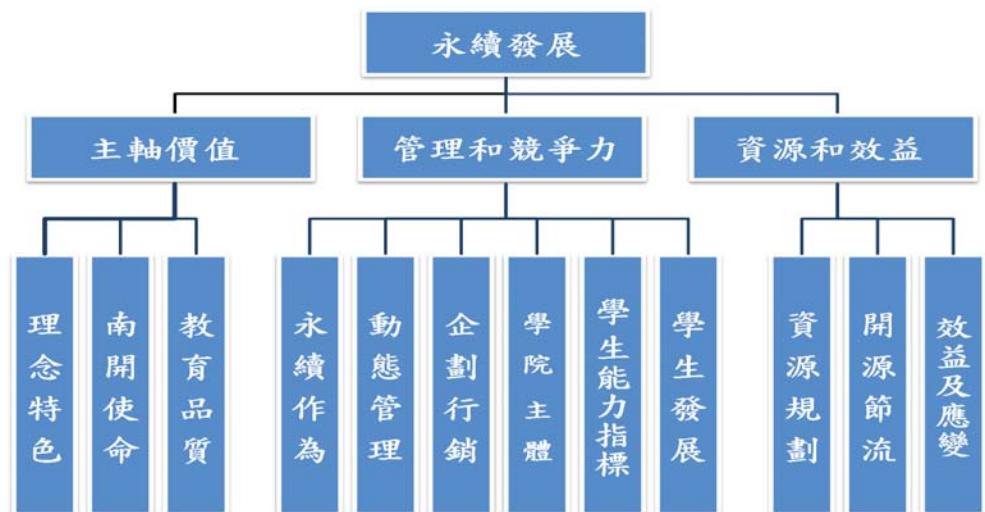 永續發展
主軸價值
管理和競爭力
資源和效益
理念特色
南開使命
教育品質
永續作為
動態管理
企劃行銷
學院主體
學生能力指標
學生發展
資源規劃
開源節流
效益及應變